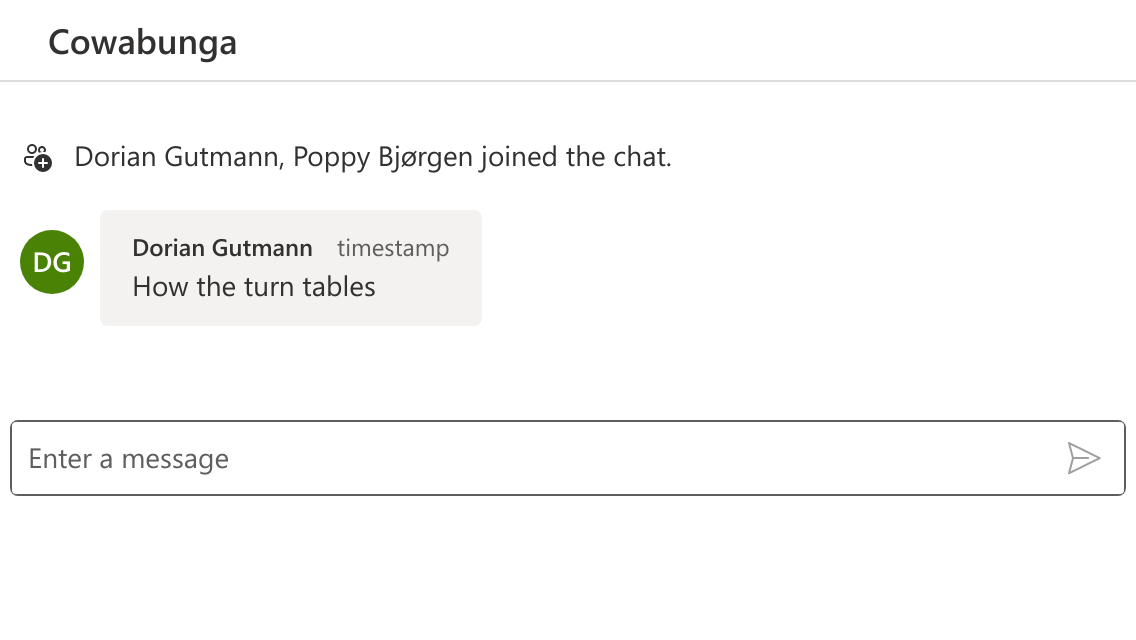 Cowabunga
Dorian Gutmann, Poppy Bjørgen joined the chat.
DG
Dorian Gutmann timestamp
How the turn tables
Enter a message